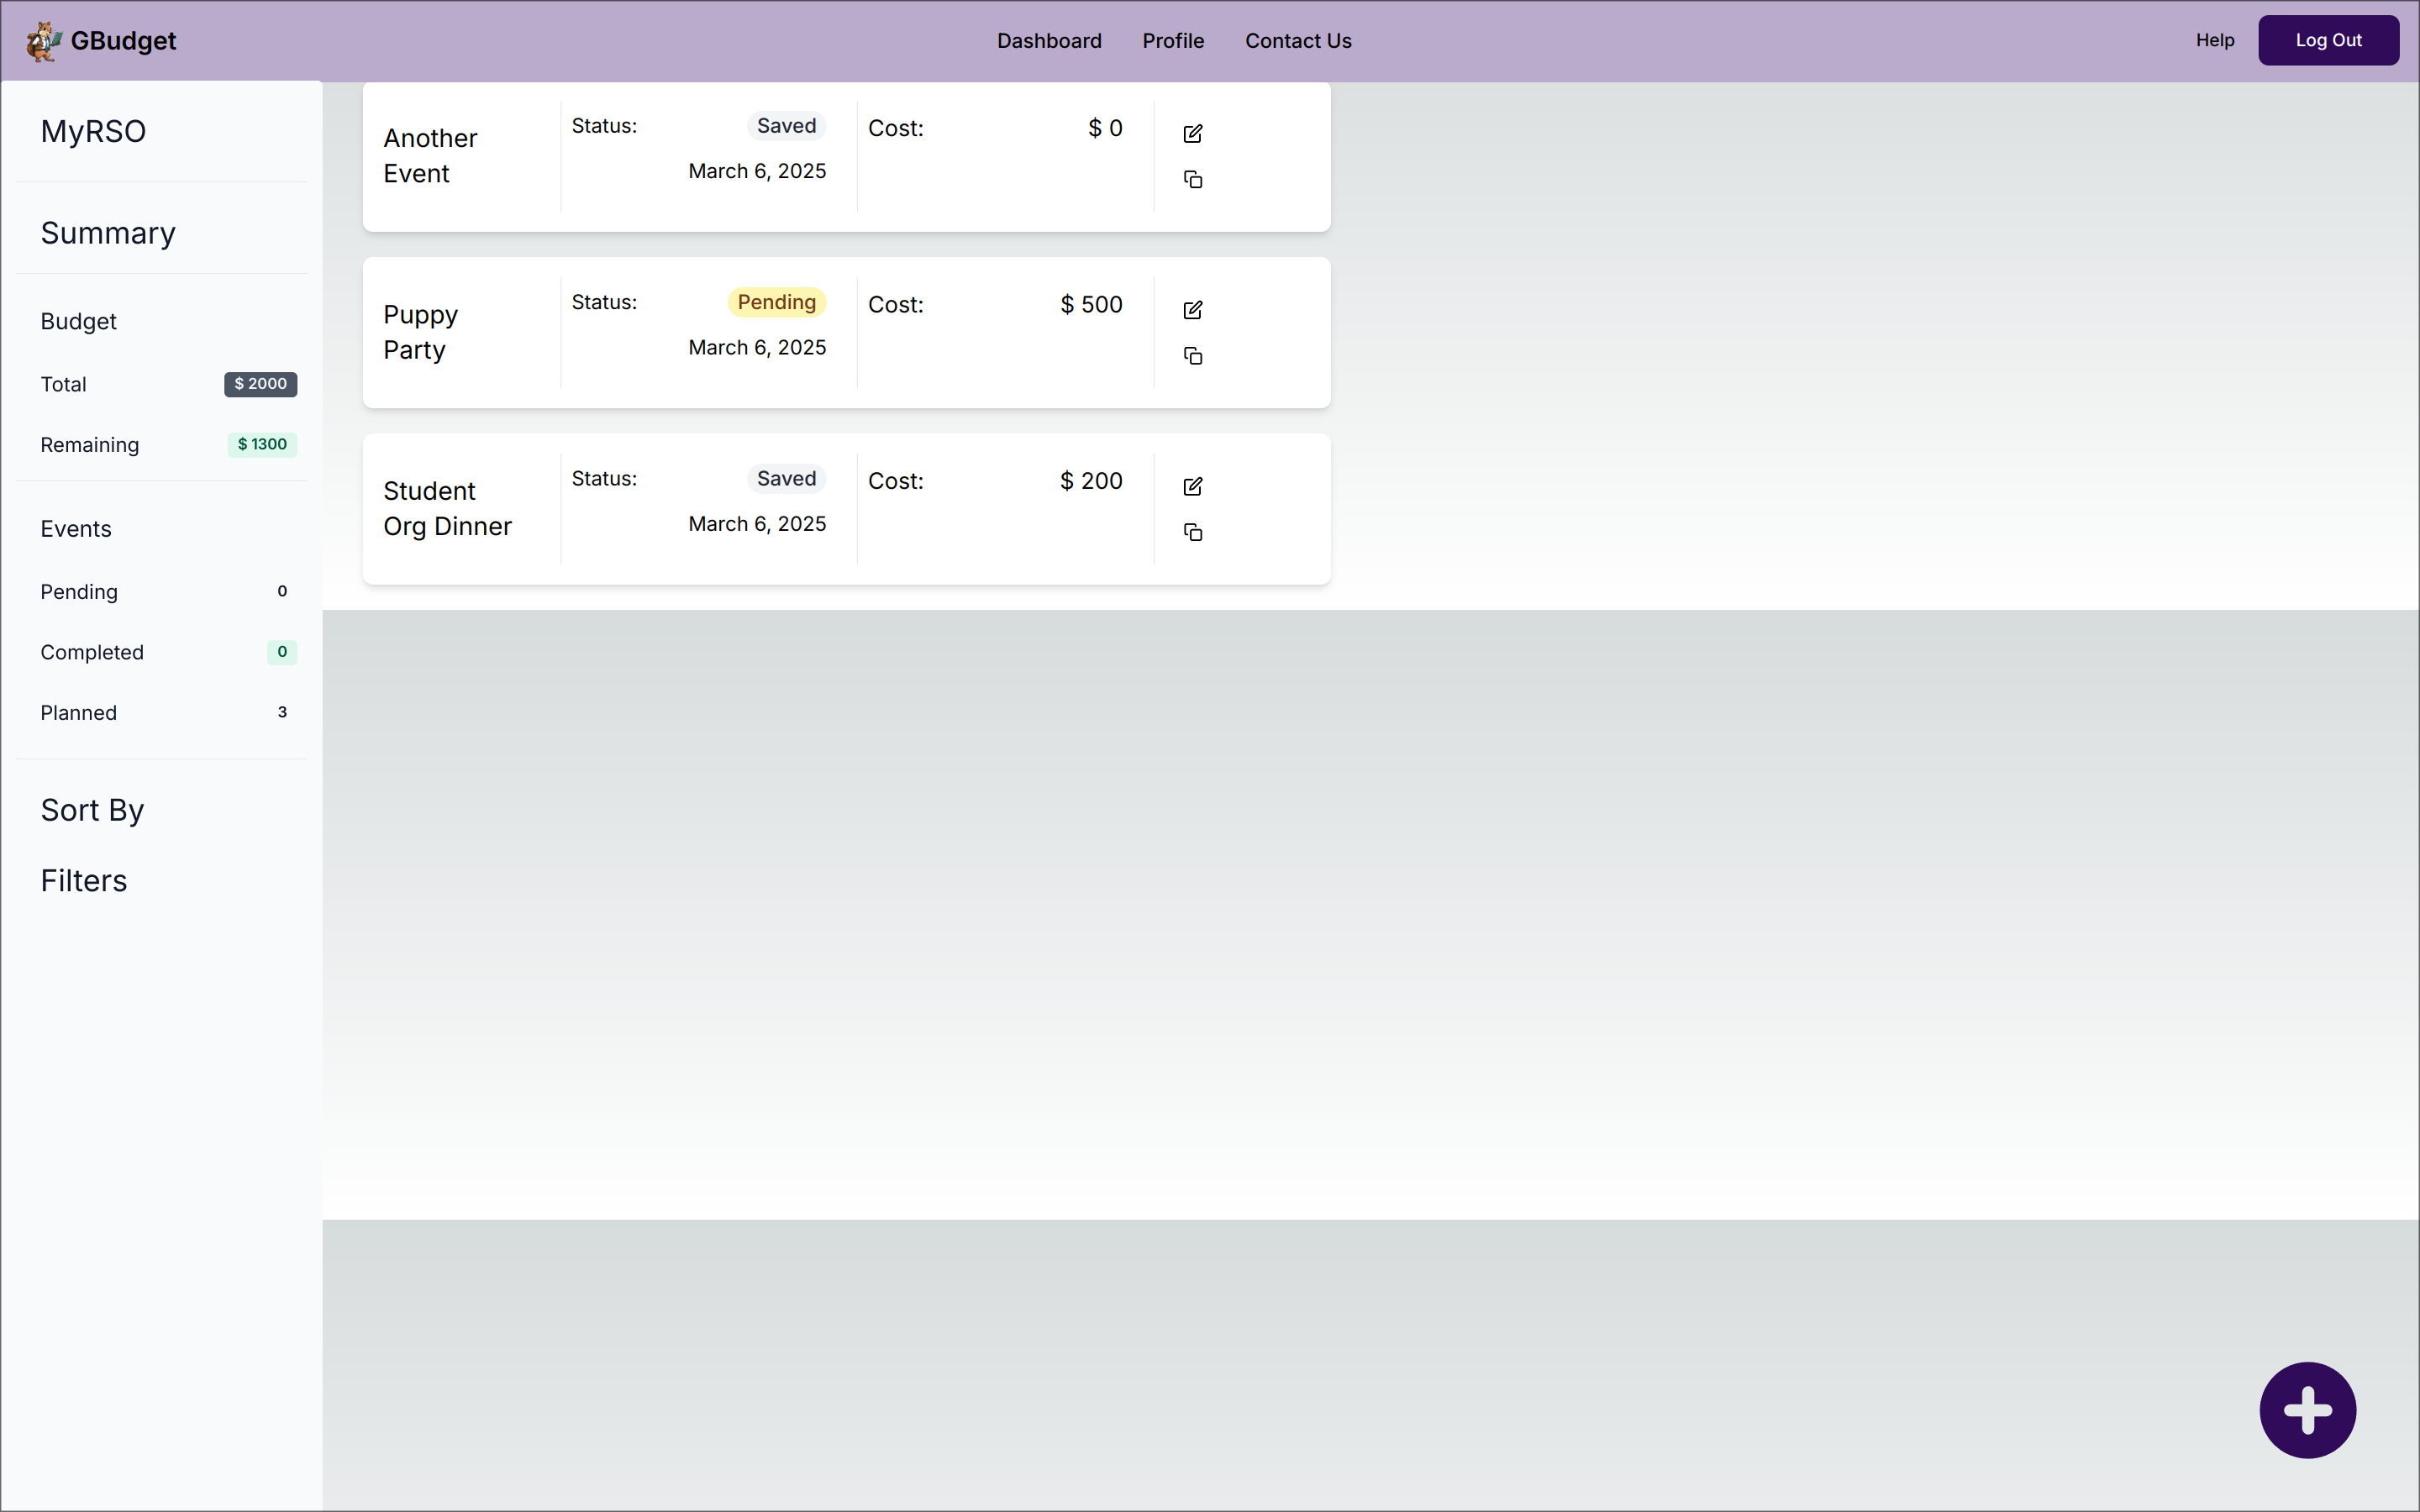 GBudget
Dashboard Profile Contact Us
Help Log Out
MyRSO
Summary
Budget
Total $ 2000
Remaining $ 1300
Events
Pending 0
Completed 0
Planned 3
Sort By
Filters
Another
Event
Status: Saved
March 6, 2025
Cost: $ 0
Puppy
Party
Status: Pending
March 6, 2025
Cost: $ 500
Student
Org Dinner
Status: Saved
March 6, 2025
Cost: $ 200